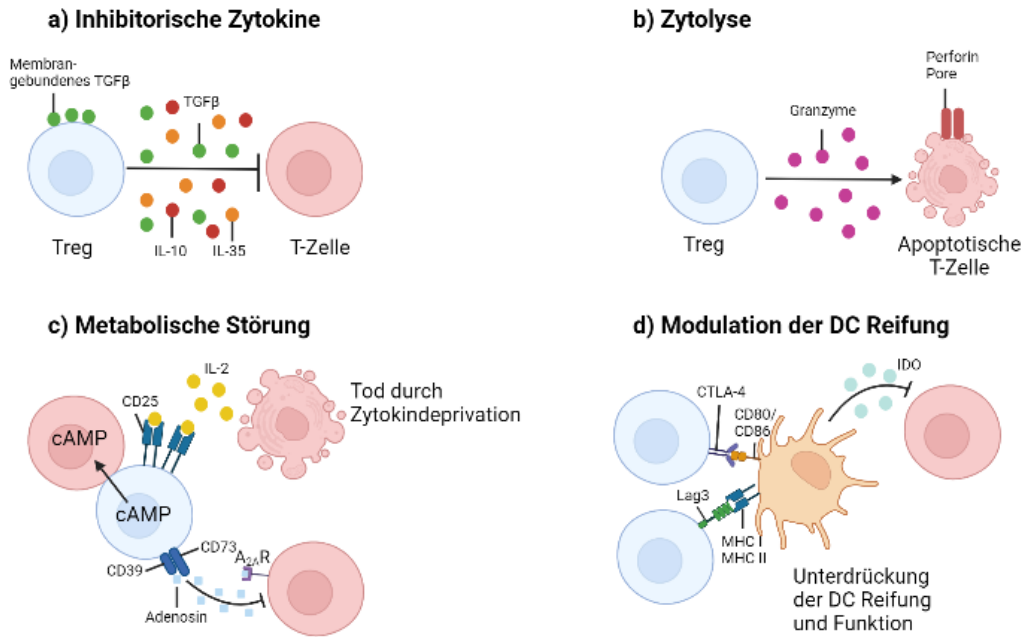 a) Inhibitorische Zytokine
Membran-
gebundenes TGFβ
TGFβ
IL-10
IL-35
Treg
T-Zelle
b) Zytolyse
Perforin
Pore
Granzyme
Treg
Apoptotische
T-Zelle
c) Metabolische Störung
IL-2
CD25
cAMP
cAMP
Tod durch
Zytokindeprivation
CD73
CD39
A2AR
Adenosin
d) Modulation der DC Reifung
IDO
CTLA-4
CD80/
CD86
Lag3
MHC I
MHC II
Unterdrückung
der DC Reifung
und Funktion